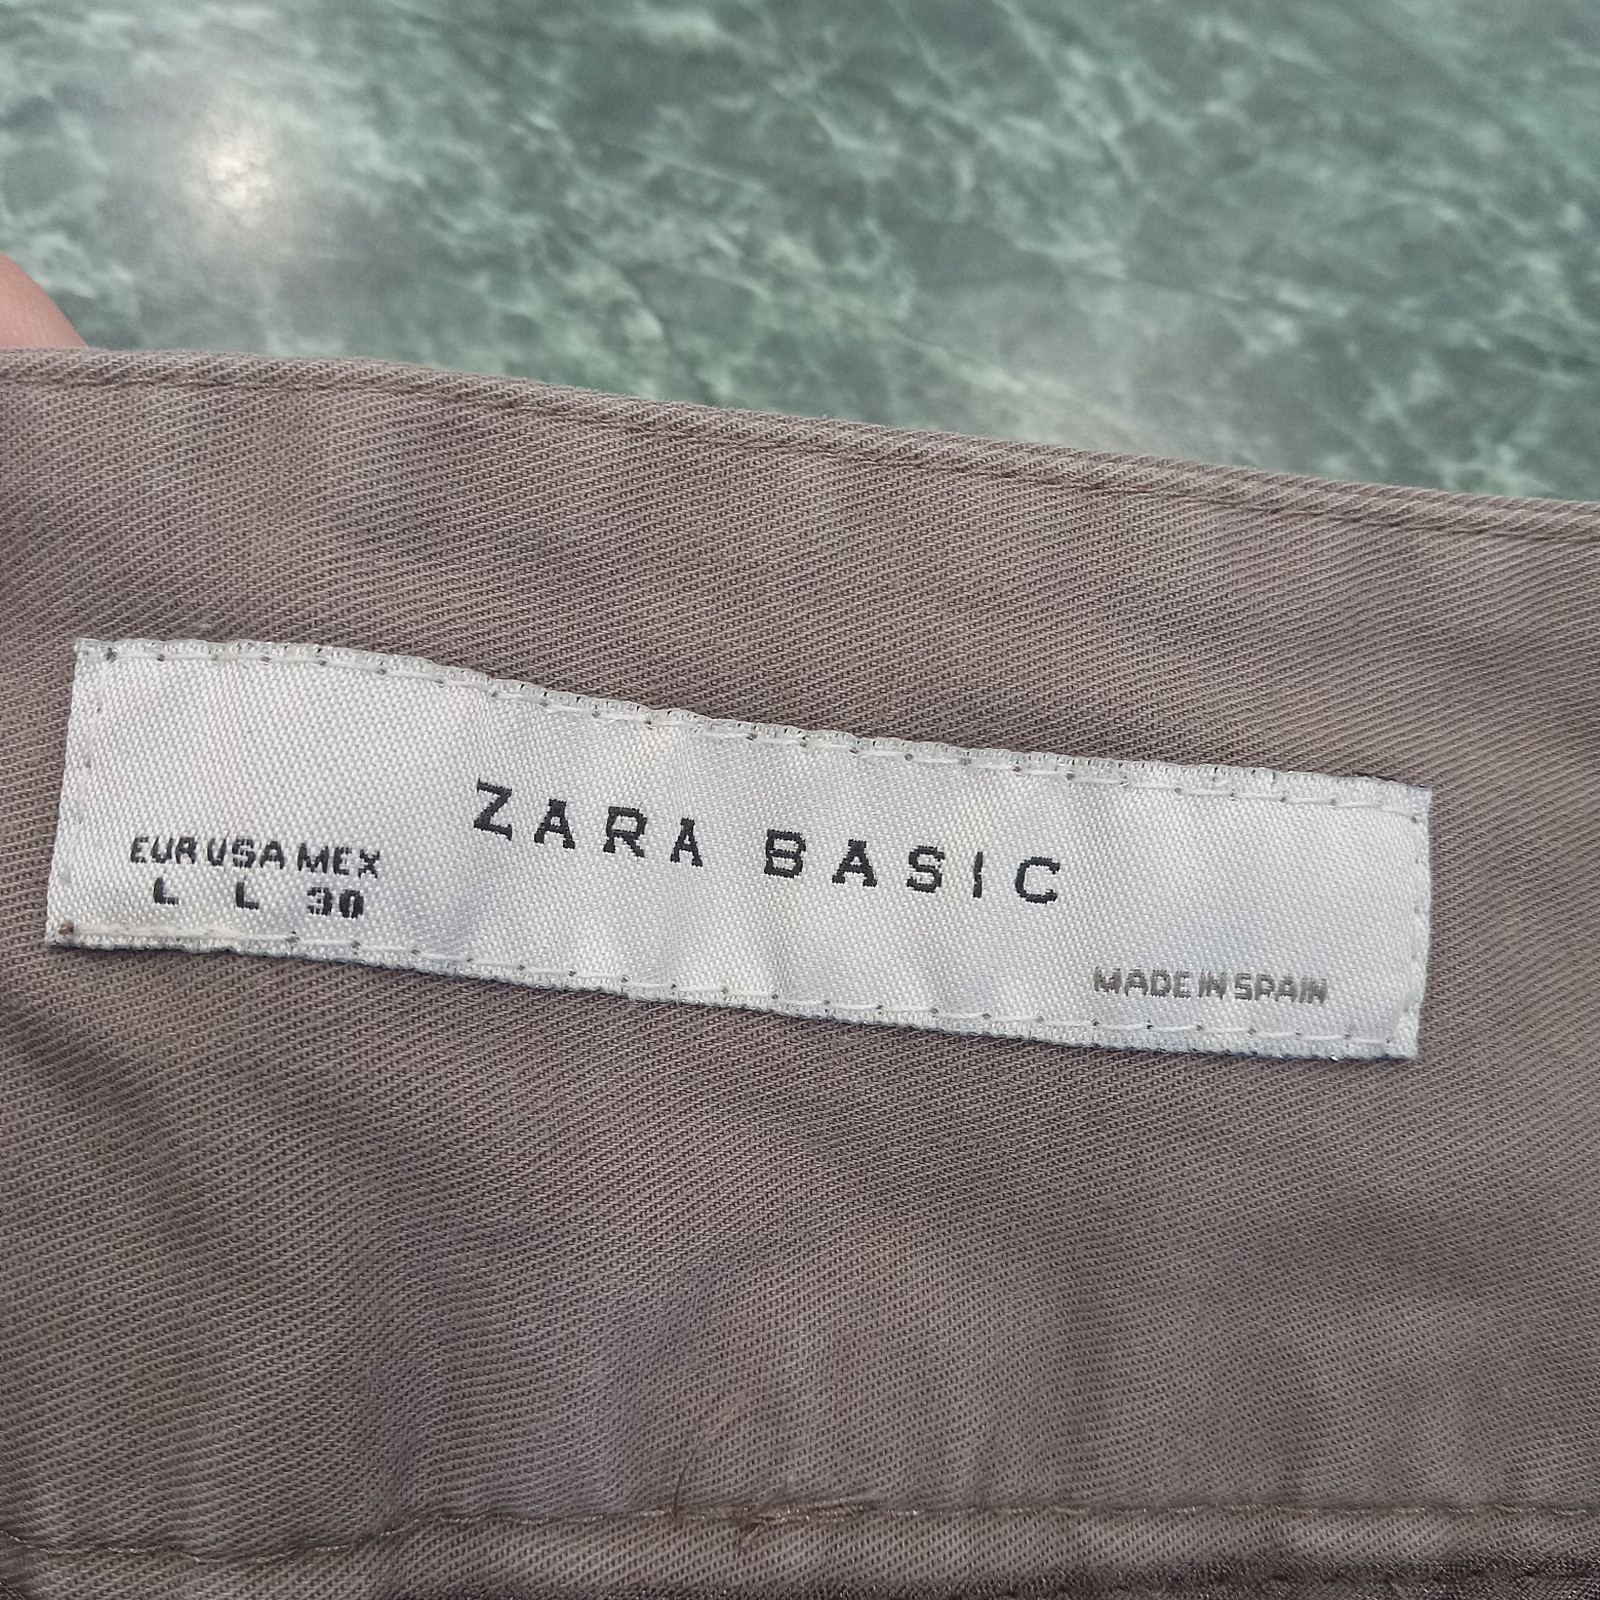 ZARA BASIC
EUR USA MEX
L L 30
MADE IN SPAIN